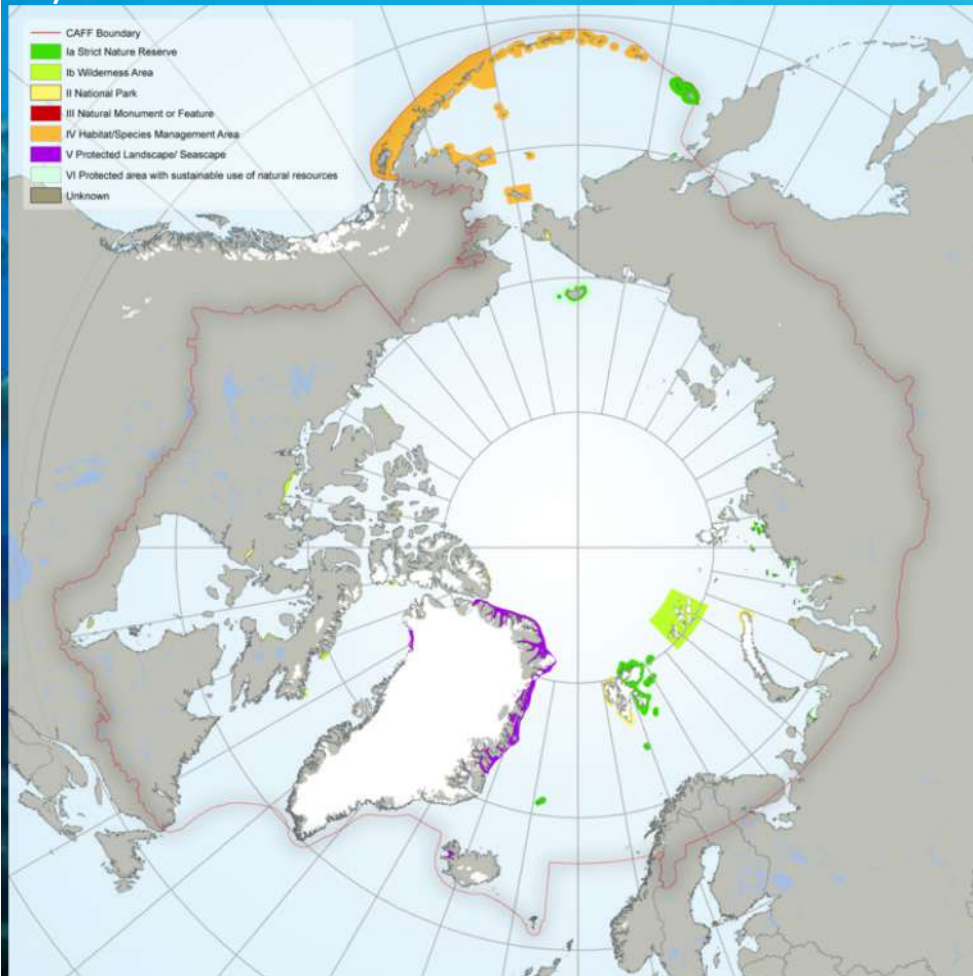 CAFF Boundary
Ia Strict Nature Reserve
Ib Wilderness Area
II National Park
III Natural Monument or Feature
IV Habitat/Species Management Area
V Protected Landscape/ Seascape
VI Protected area with sustainable use of natural resources
Unknown